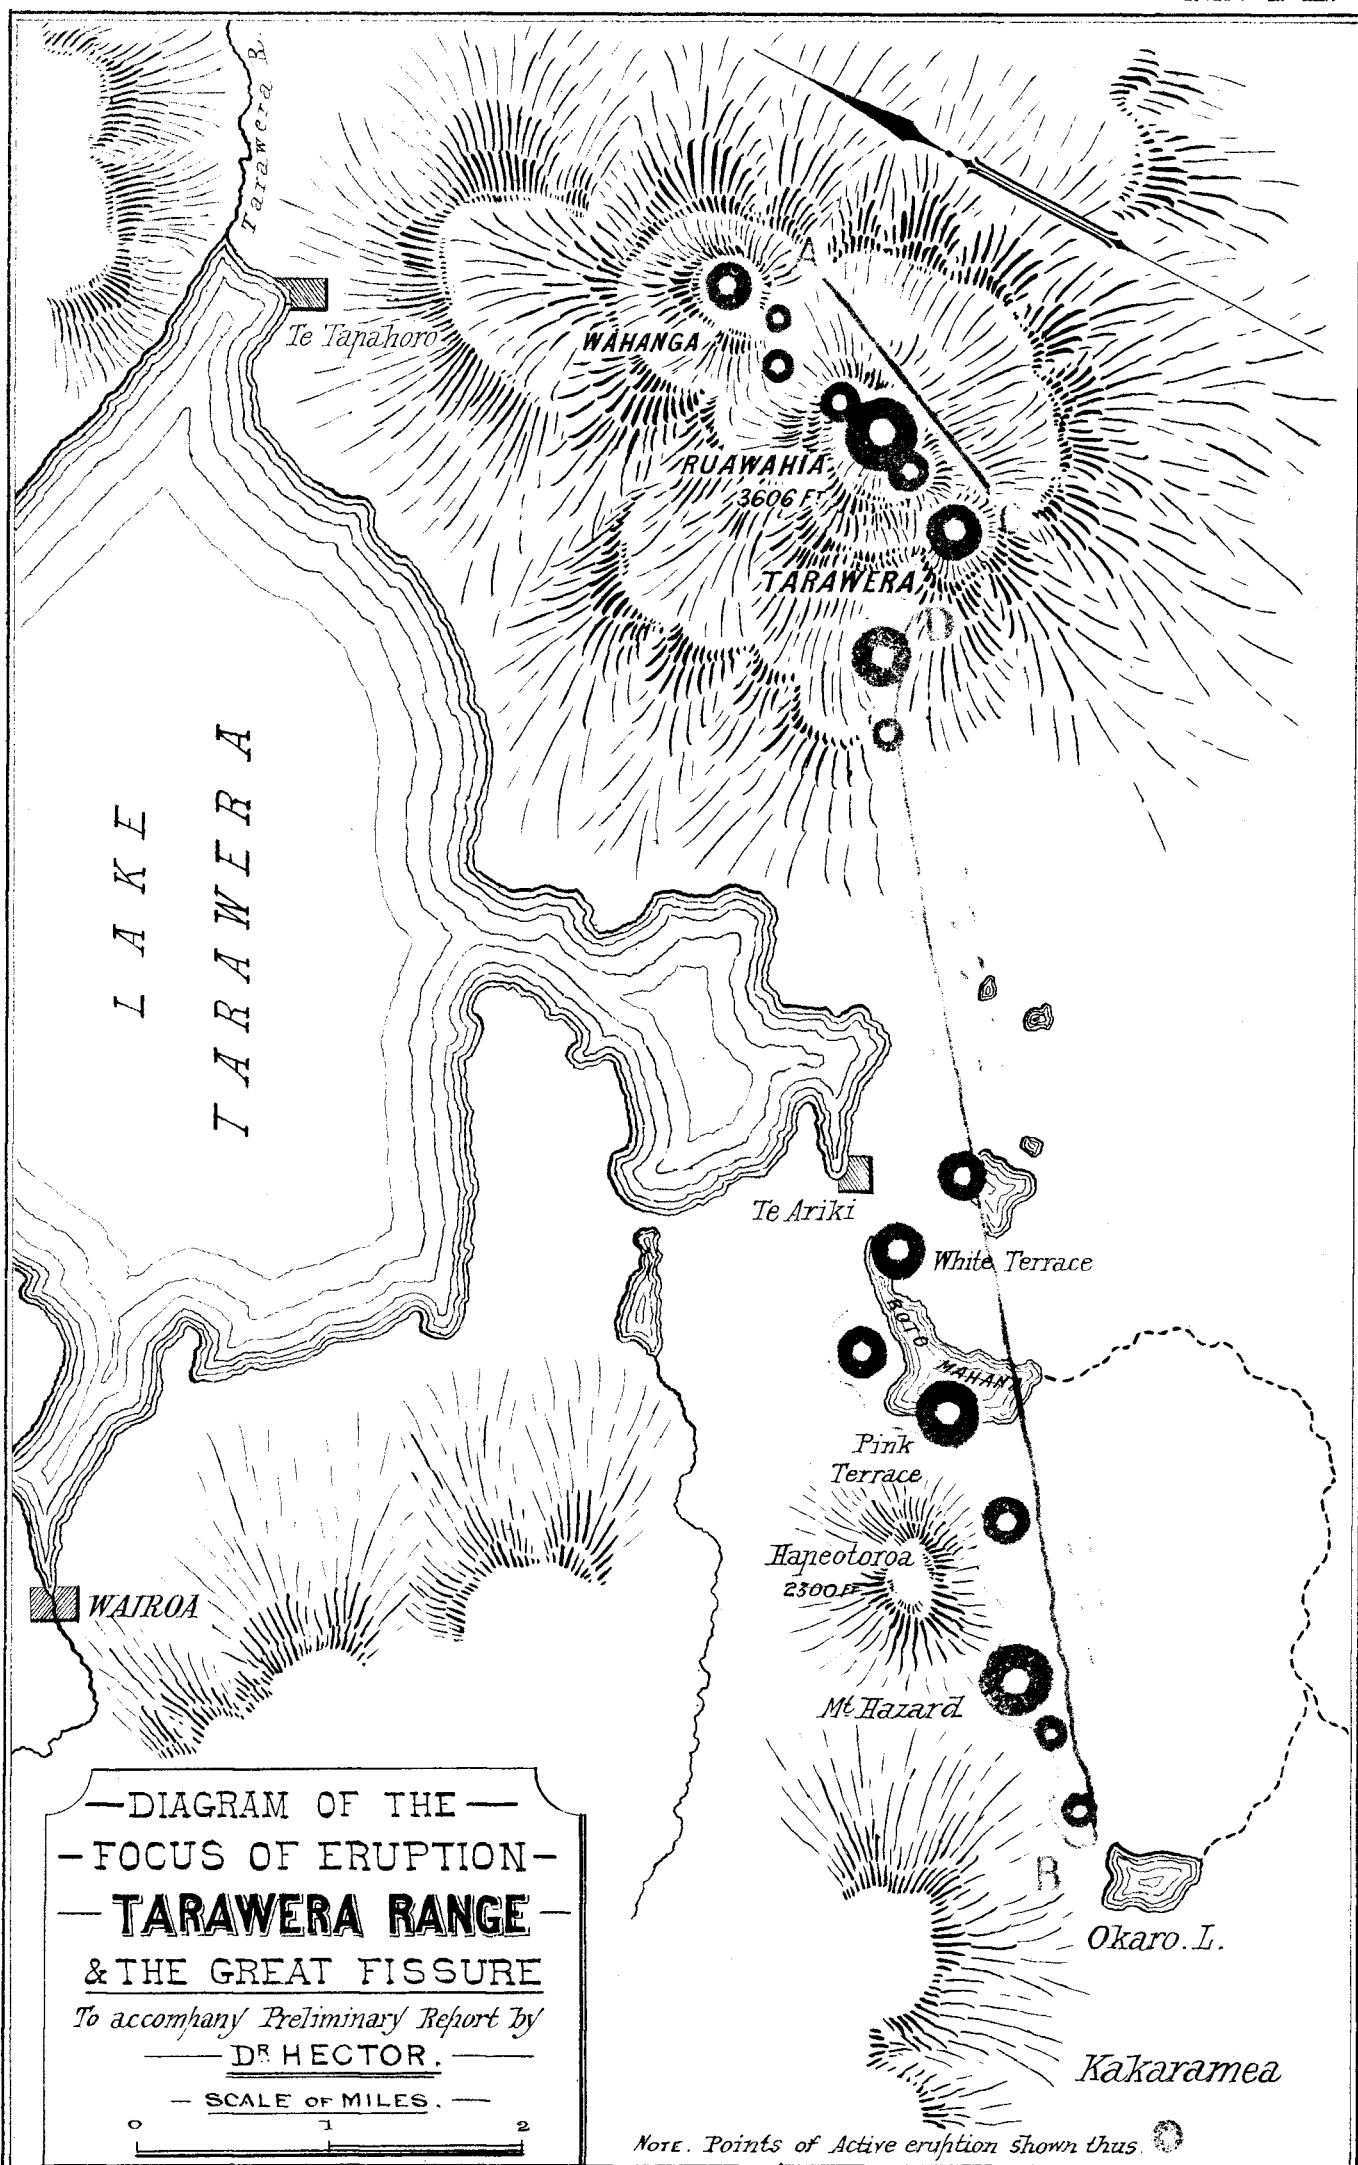 Tarawera R.
Te Tapahoro
A
WAHANGA
RUAWAHIA
3606 FT
C
TARAWERA
D
LAKE
TARAWERA
Te Ariki
White Terrace
ROTO
MAHANA
Pink
Terrace
Hapeotoroa
2300 FT
WAIROA
Mt Hazard
B
Okaro. L.
Kakaramea
—DIAGRAM OF THE—
–FOCUS OF ERUPTION–
— TARAWERA RANGE —
& THE GREAT FISSURE
To accompany Preliminary Report by
—— DR HECTOR. ——
— SCALE OF MILES. —
0 1 2
NOTE. Points of Active eruption shown thus